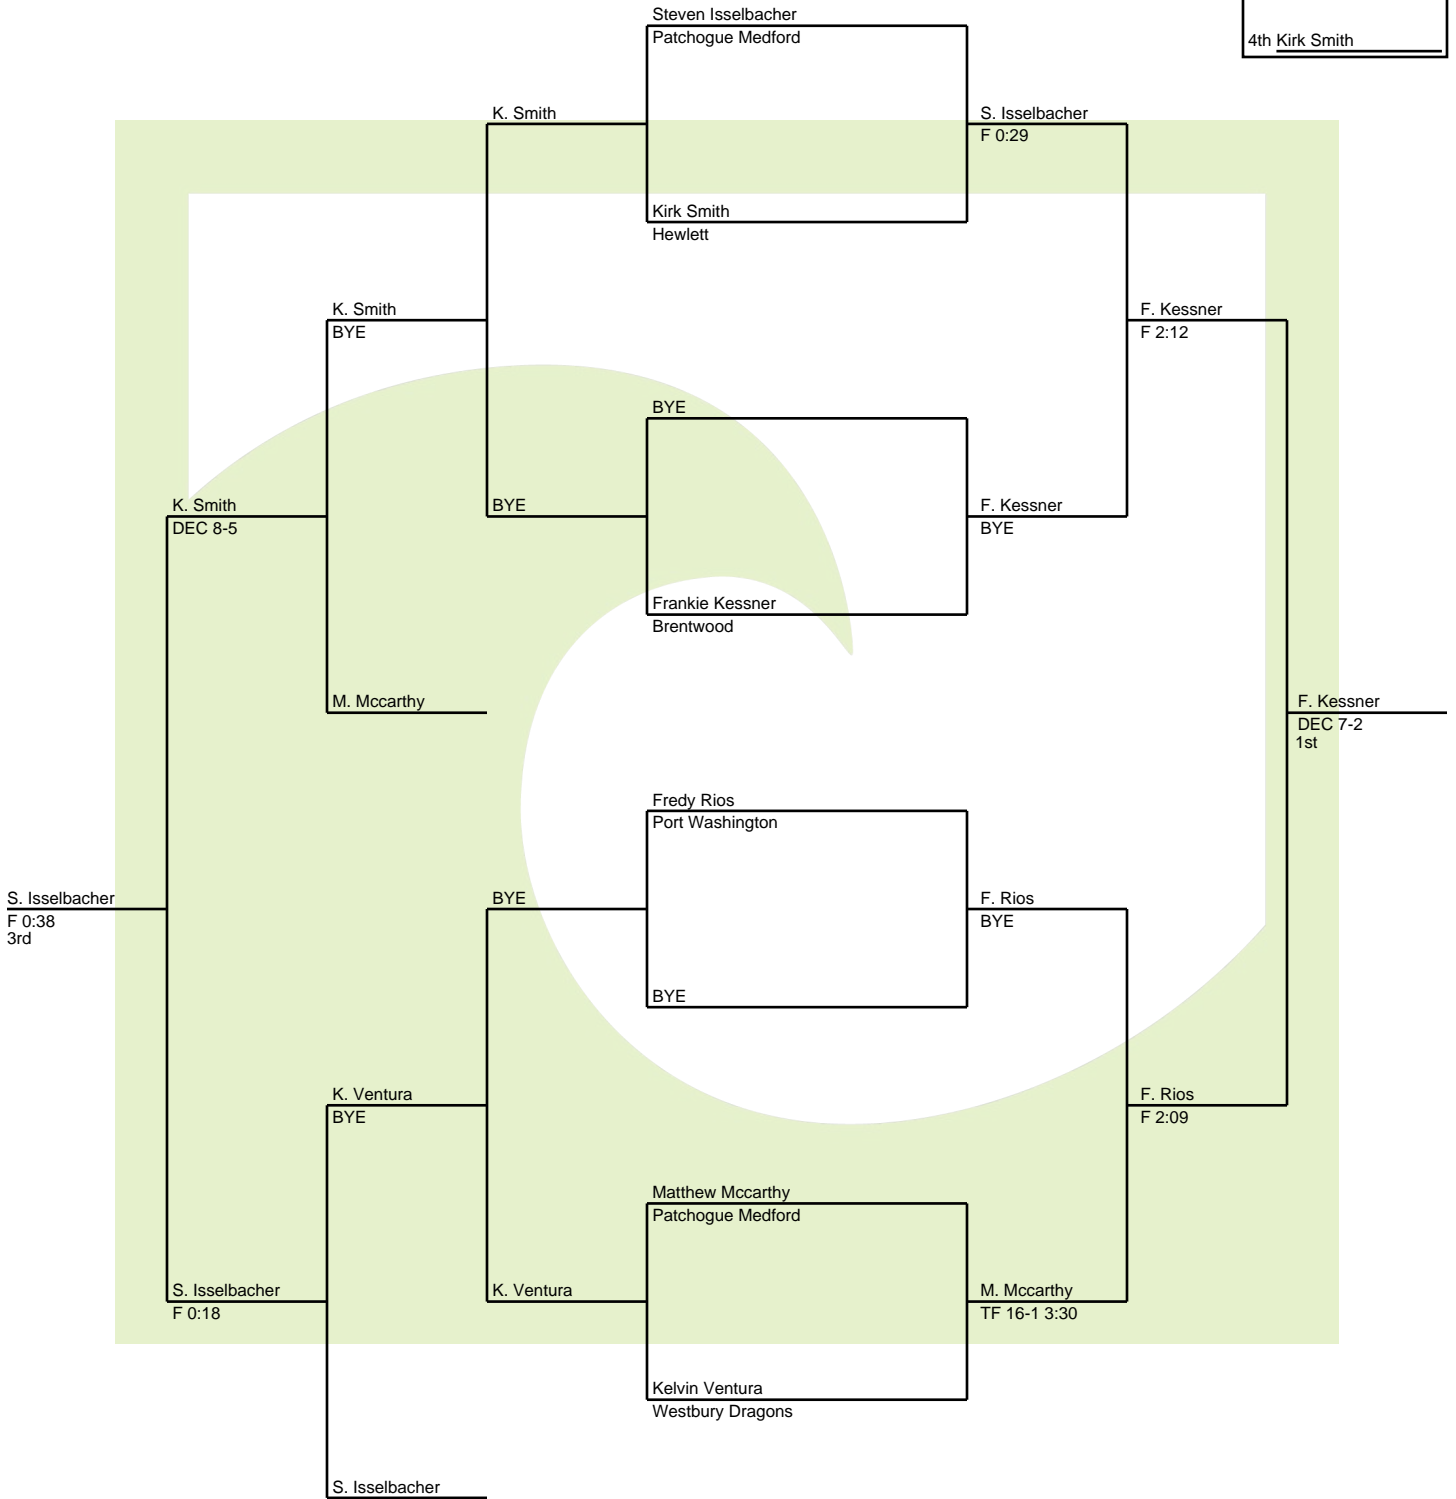 Steven Isselbacher
Patchogue Medford
4th Kirk Smith
K. Smith
S. Isselbacher
F 0:29
Kirk Smith
Hewlett
K. Smith
BYE
F. Kessner
F 2:12
BYE
K. Smith
DEC 8-5
BYE
F. Kessner
BYE
Frankie Kessner
Brentwood
M. Mccarthy
F. Kessner
DEC 7-2
1st
Fredy Rios
Port Washington
S. Isselbacher
F 0:38
3rd
BYE
F. Rios
BYE
BYE
K. Ventura
BYE
F. Rios
F 2:09
Matthew Mccarthy
Patchogue Medford
S. Isselbacher
F 0:18
K. Ventura
M. Mccarthy
TF 16-1 3:30
Kelvin Ventura
Westbury Dragons
S. Isselbacher